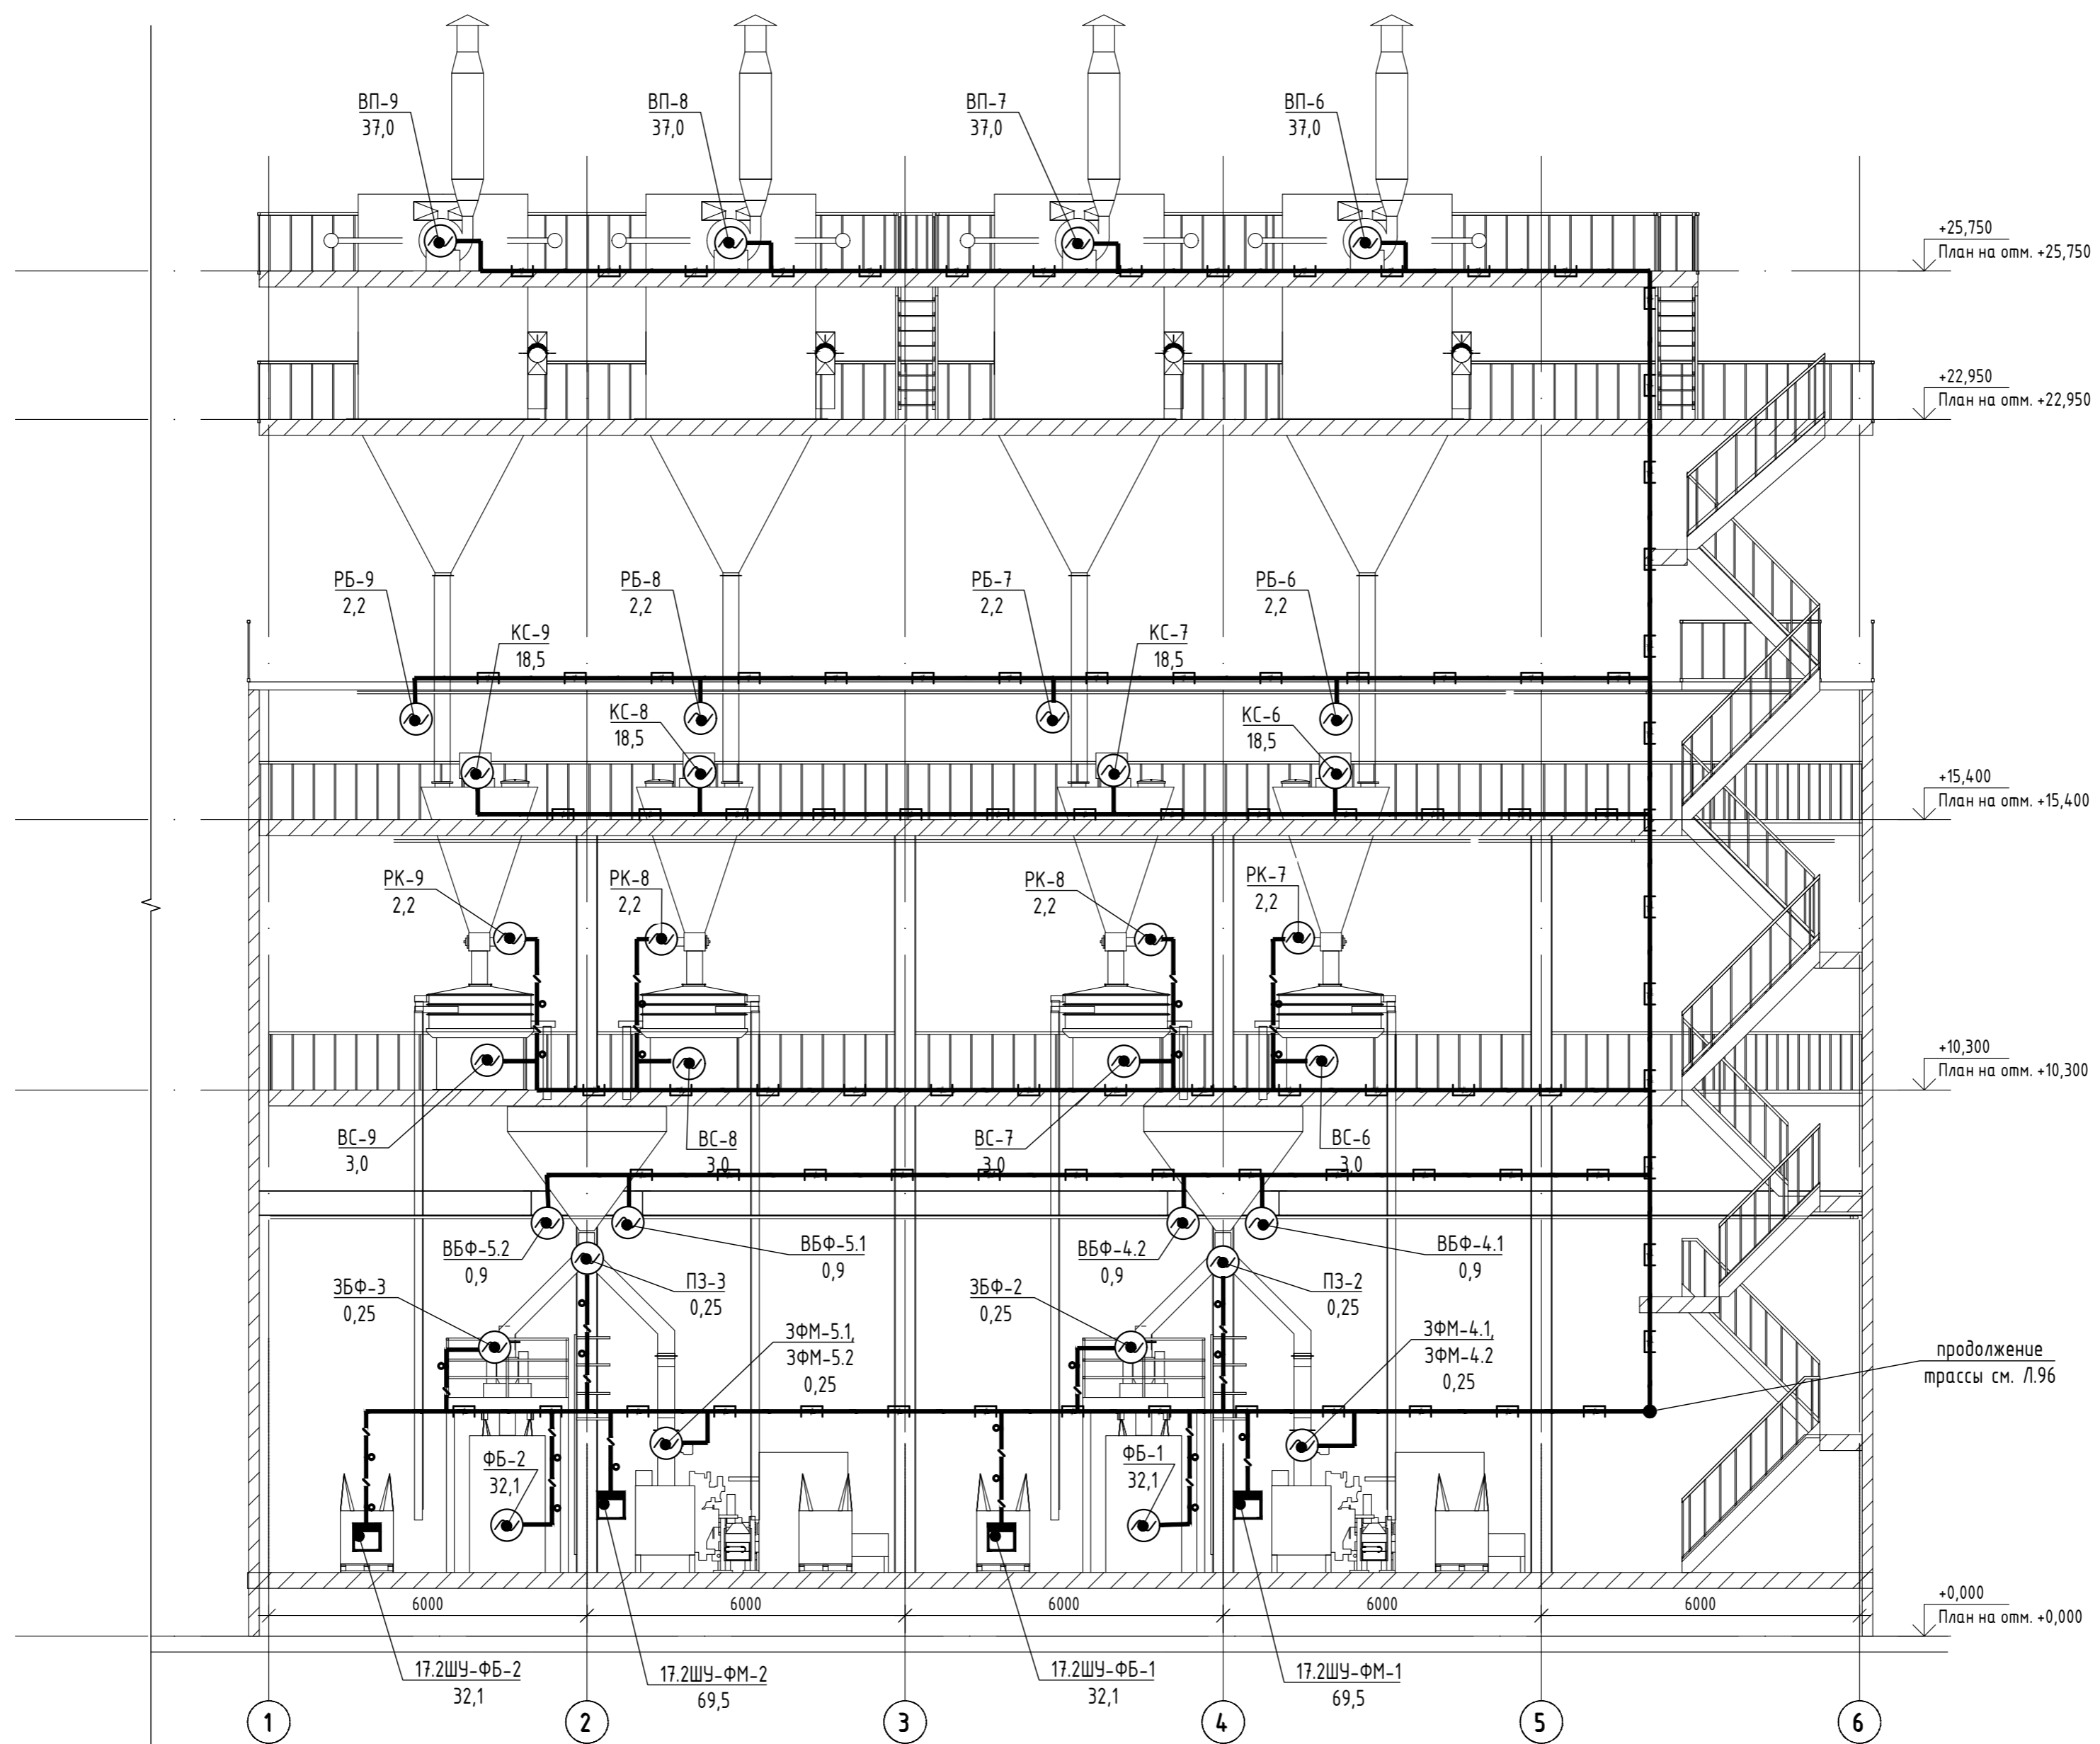 ВП-9
37,0
ВП-8
37,0
ВП-7
37,0
ВП-6
37,0
+25,750
План на отм. +25,750
+22,950
План на отм. +22,950
РБ-9
2,2
РБ-8
2,2
РБ-7
2,2
РБ-6
2,2
КС-9
18,5
КС-7
18,5
КС-8
18,5
КС-6
18,5
+15,400
План на отм. +15,400
РК-9
2,2
РК-8
2,2
РК-8
2,2
РК-7
2,2
+10,300
План на отм. +10,300
ВС-9
3,0
ВС-8
3,0
ВС-7
3,0
ВС-6
3,0
ВБФ-5.2
0,9
ВБФ-5.1
0,9
ВБФ-4.2
0,9
ВБФ-4.1
0,9
ЗБФ-3
0,25
ПЗ-3
0,25
ЗБФ-2
0,25
ПЗ-2
0,25
ЗФМ-5.1,
ЗФМ-5.2
0,25
ЗФМ-4.1,
ЗФМ-4.2
0,25
продолжение
трассы см. Л.96
ФБ-2
32,1
ФБ-1
32,1
6000
6000
6000
6000
6000
+0,000
План на отм. +0,000
17.2ШУ-ФБ-2
32,1
17.2ШУ-ФМ-2
69,5
17.2ШУ-ФБ-1
32,1
17.2ШУ-ФМ-1
69,5
1
2
3
4
5
6